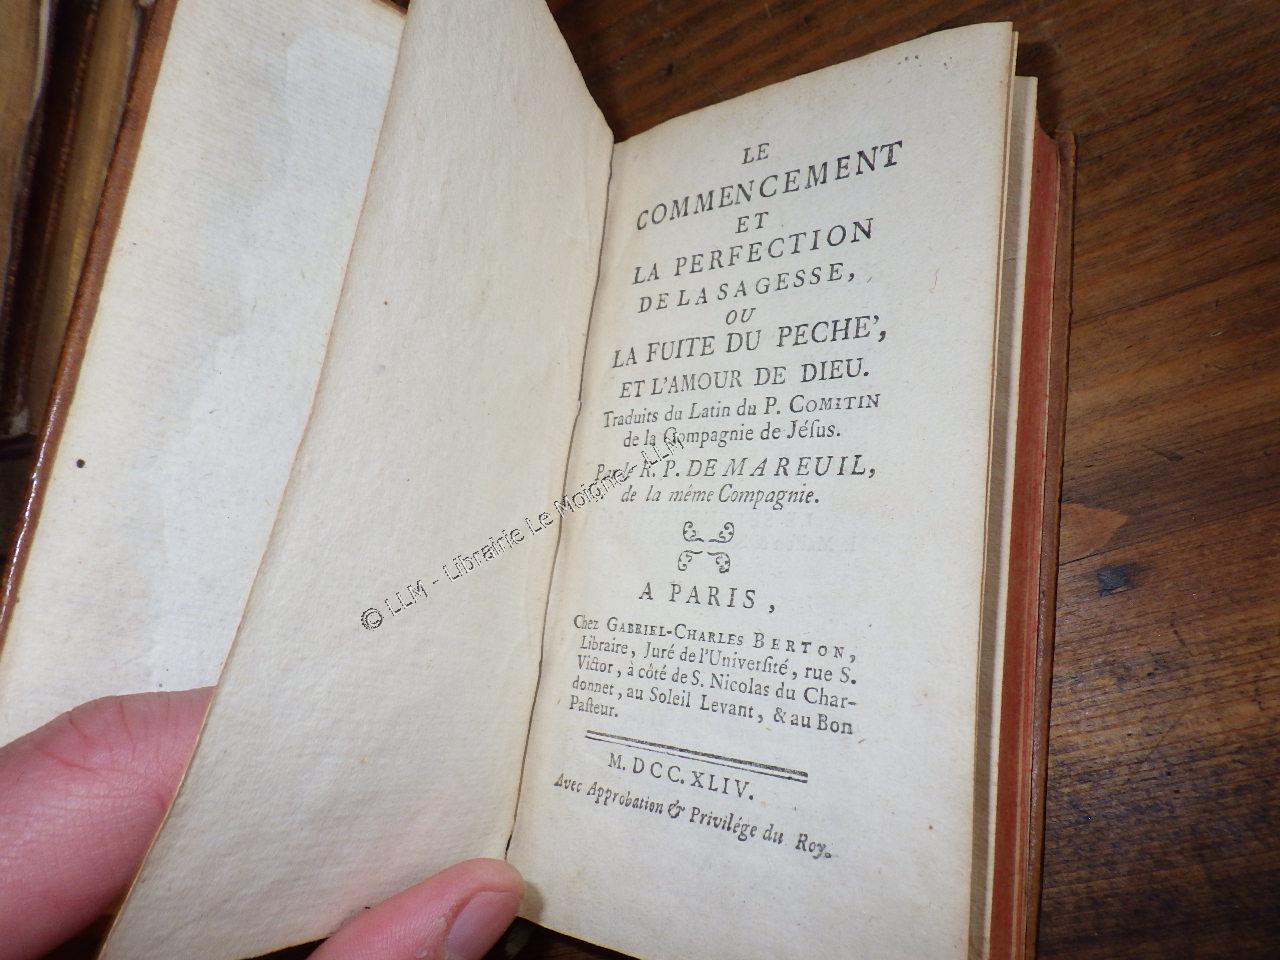 LE
COMMENCEMENT
ET
LA PERFECTION
DE LA SAGESSE,
OU
LA FUITE DU PECHE',
ET L'AMOUR DE DIEU.
Traduits du Latin du P. COMITIN
de la Compagnie de Jésus.
Par le R. P. DE MAREUIL,
de la même Compagnie.
A PARIS,
Chez GABRIEL-CHARLES BERTON,
Libraire, Juré de l'Université, rue S.
Victor, à côté de S. Nicolas du Char-
donnet, au Soleil Levant, & au Bon
Pasteur.
M. DCC. XLIV.
Avec Approbation & Privilége du Roy.
© LLM - Librairie Le Moigne - LLM